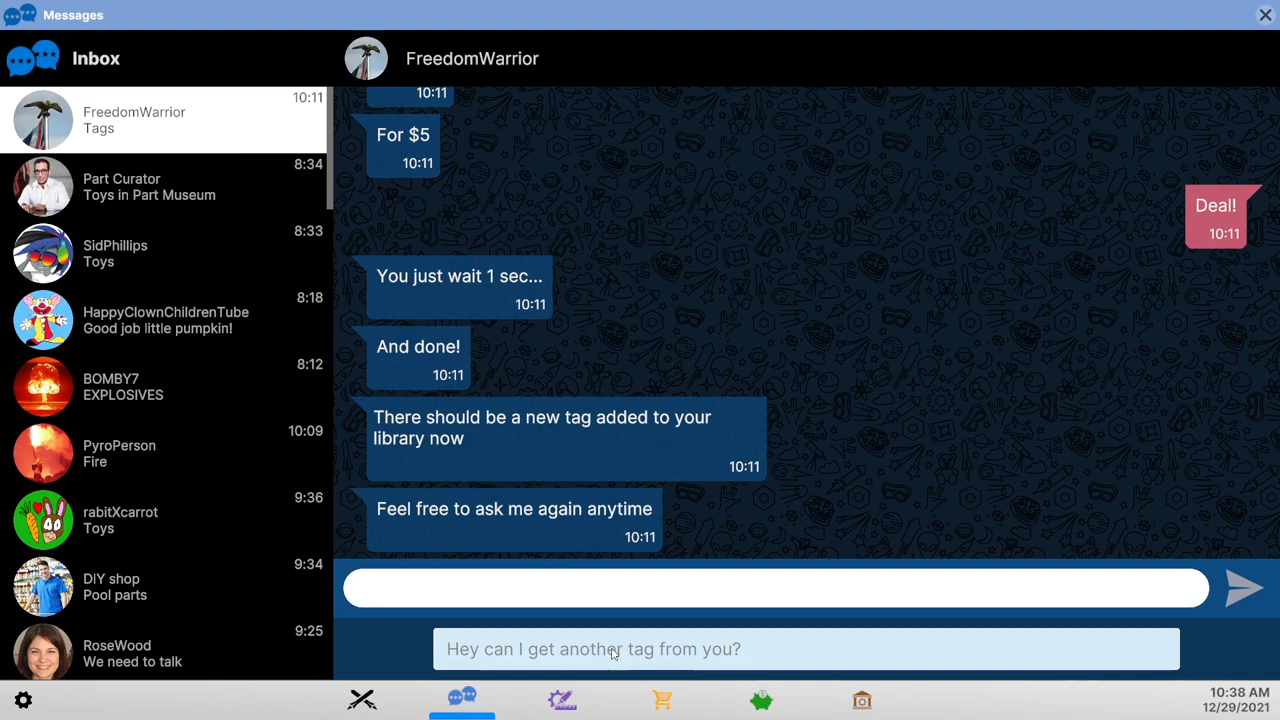 Messages
Inbox
FreedomWarrior
10:11
FreedomWarrior
Tags
8:34
Part Curator
Toys in Part Museum
8:33
SidPhillips
Toys
8:18
HappyClownChildrenTube
Good job little pumpkin!
8:12
BOMBY7
EXPLOSIVES
10:09
PyroPerson
Fire
9:36
rabitXcarrot
Toys
9:34
DIY shop
Pool parts
9:25
RoseWood
We need to talk
10:11
For $5
10:11
Deal!
10:11
You just wait 1 sec...
10:11
And done!
10:11
There should be a new tag added to your
library now
10:11
Feel free to ask me again anytime
10:11
Hey can I get another tag from you?
10:38 AM
12/29/2021